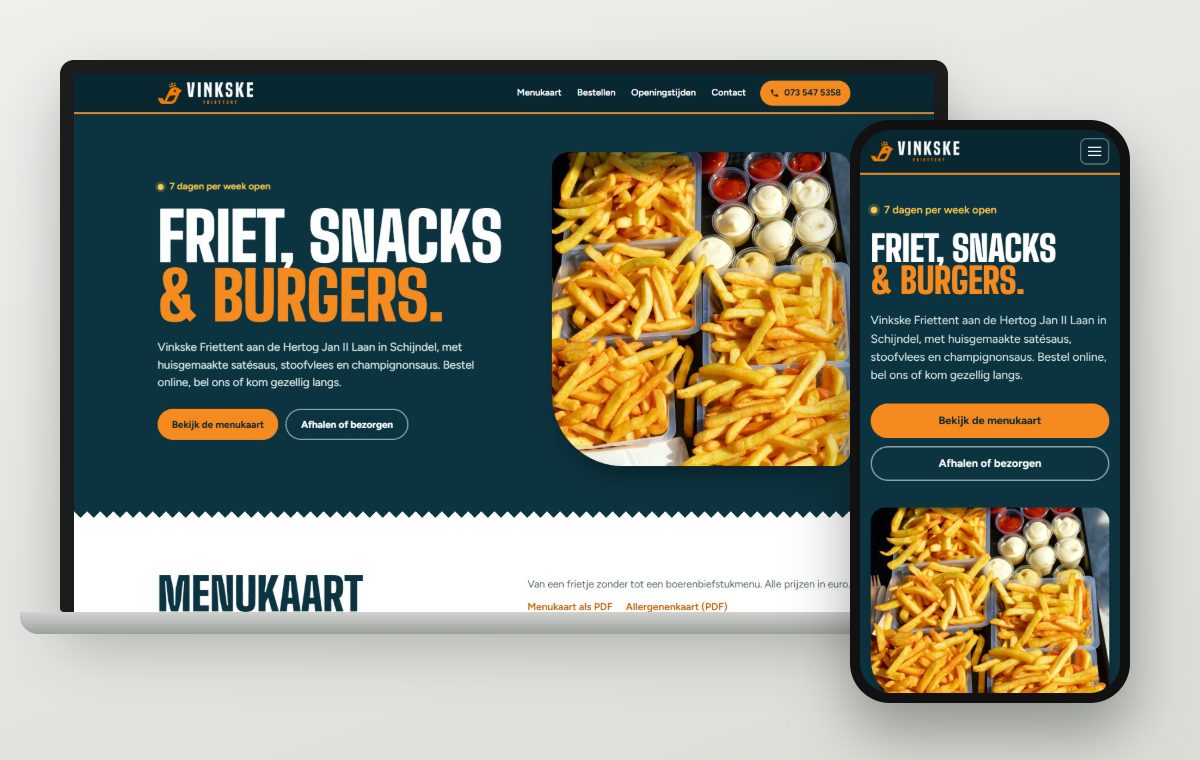 VINKSKE
FRIETTENT
Menukaart Bestellen Openingstijden Contact 073 547 5358
7 dagen per week open
FRIET, SNACKS
& BURGERS.
Vinkske Friettent aan de Hertog Jan II Laan in Schijndel, met
huisgemaakte satésaus, stoofvlees en champignonsaus. Bestel
online, bel ons of kom gezellig langs.
Bekijk de menukaart Afhalen of bezorgen
MENUKAART
Van een frietje zonder tot een boerenbiefstukmenu. Alle prijzen in euro.
Menukaart als PDF Allergenenkaart (PDF)
VINKSKE
FRIETTENT
7 dagen per week open
FRIET, SNACKS
& BURGERS.
Vinkske Friettent aan de Hertog Jan II Laan in
Schijndel, met huisgemaakte satésaus,
stoofvlees en champignonsaus. Bestel online,
bel ons of kom gezellig langs.
Bekijk de menukaart
Afhalen of bezorgen